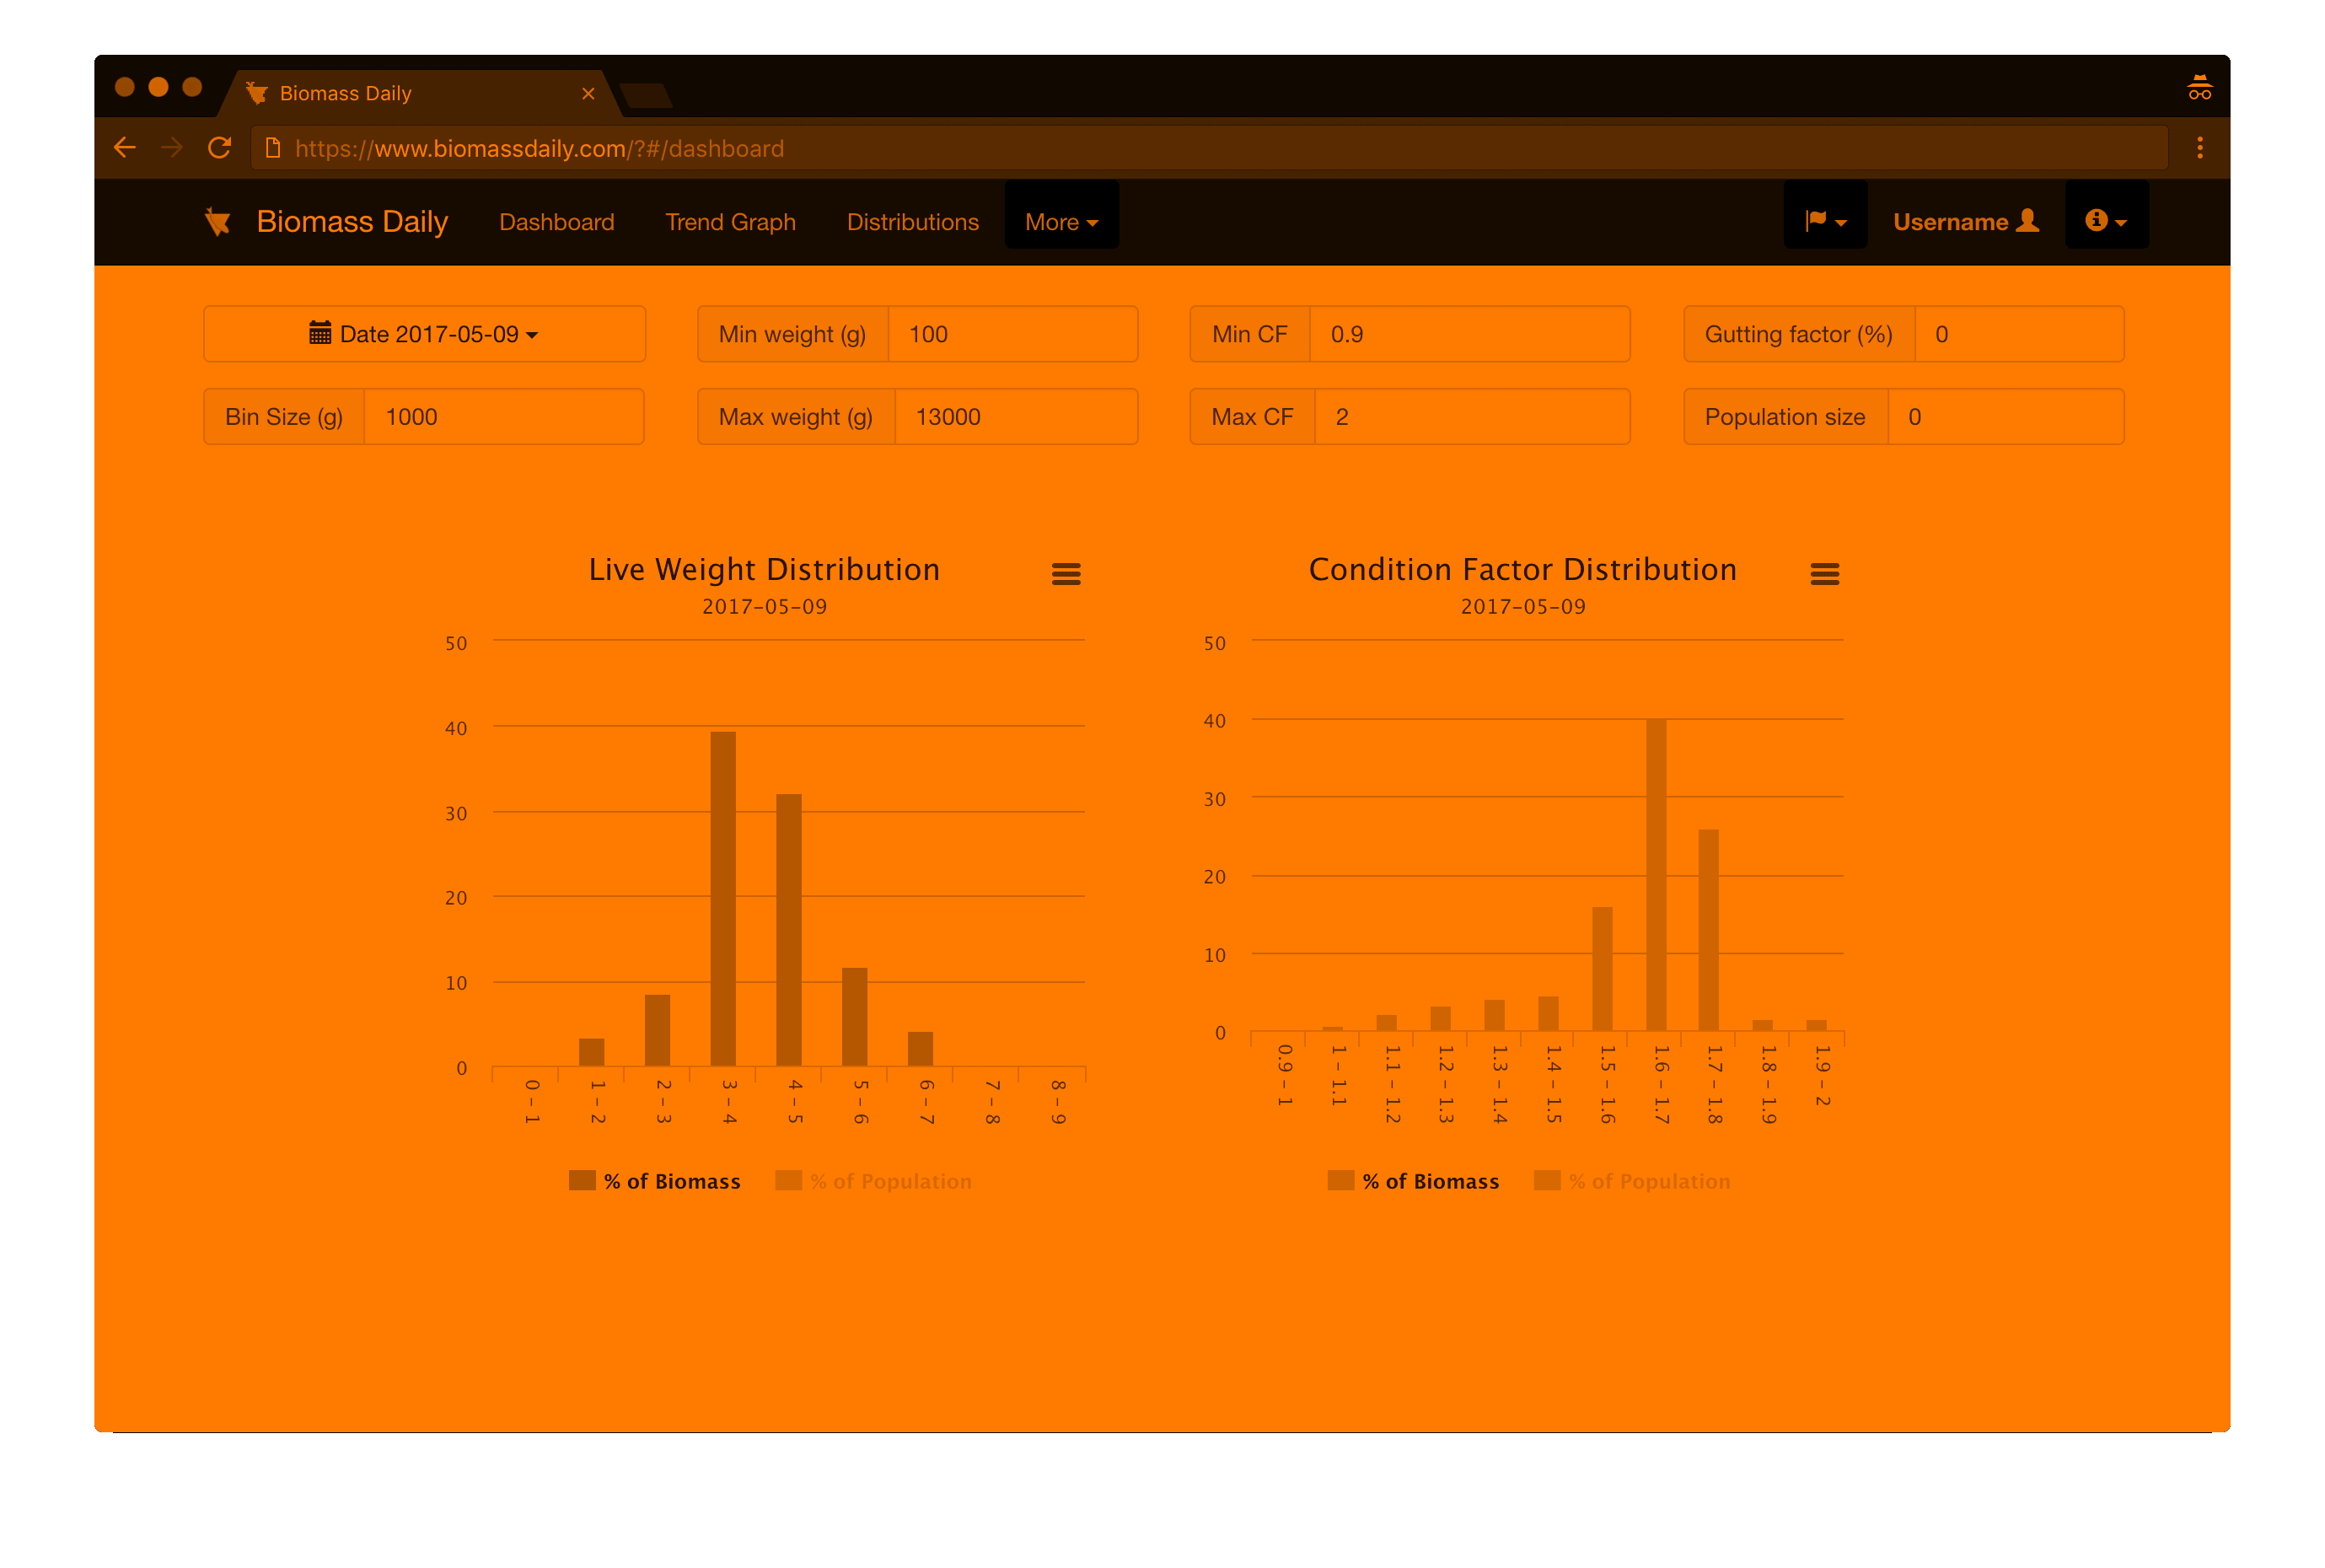 Biomass Daily
https://www.biomassdaily.com/?#/dashboard
Biomass Daily Dashboard Trend Graph Distributions More Username
Date 2017-05-09 Min weight (g) 100 Min CF 0.9 Gutting factor (%) 0
Bin Size (g) 1000 Max weight (g) 13000 Max CF 2 Population size 0
Live Weight Distribution
2017-05-09
50
40
30
20
10
0
0 - 1
1 - 2
2 - 3
3 - 4
4 - 5
5 - 6
6 - 7
7 - 8
8 - 9
% of Biomass % of Population
Condition Factor Distribution
2017-05-09
50
40
30
20
10
0
0.9 - 1
1 - 1.1
1.1 - 1.2
1.2 - 1.3
1.3 - 1.4
1.4 - 1.5
1.5 - 1.6
1.6 - 1.7
1.7 - 1.8
1.8 - 1.9
1.9 - 2
% of Biomass % of Population